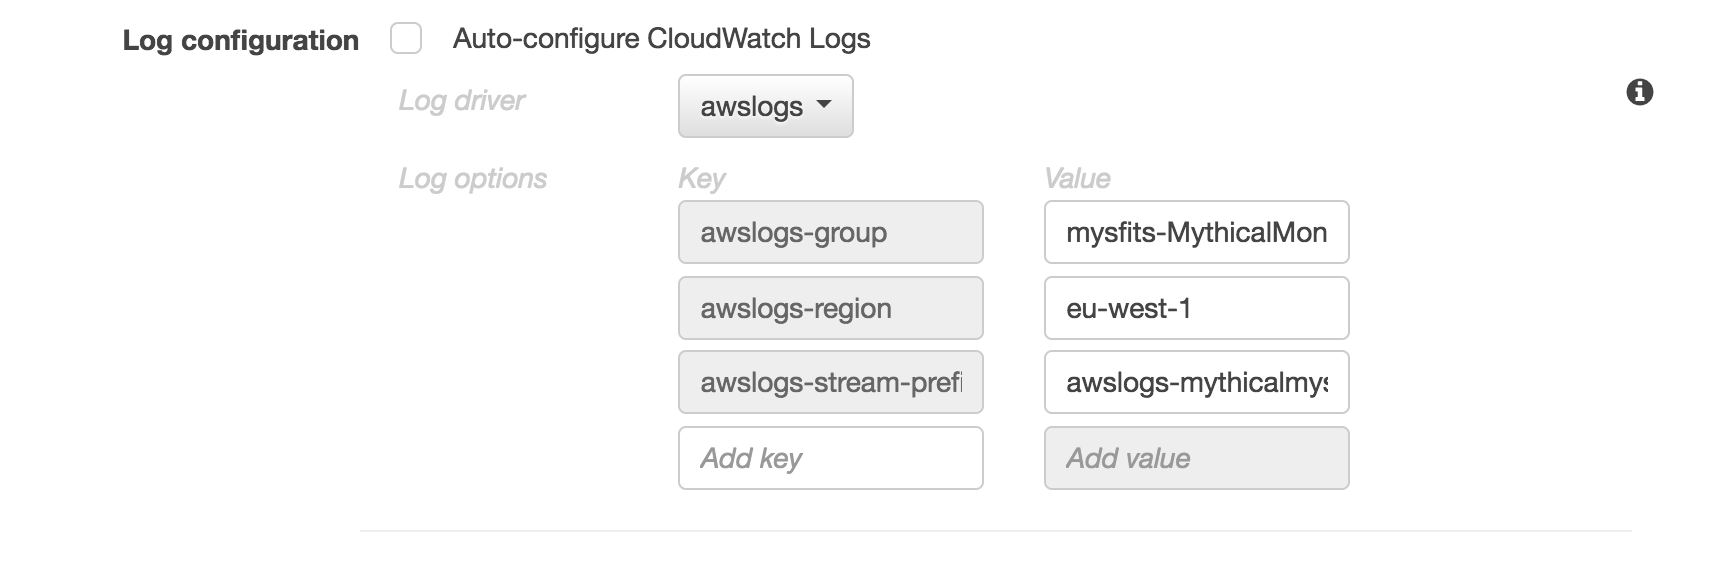 Log configuration Auto-configure CloudWatch Logs
Log driver awslogs
Log options Key Value
awslogs-group mysfits-MythicalMon
awslogs-region eu-west-1
awslogs-stream-prefi awslogs-mythicalmys
Add key Add value